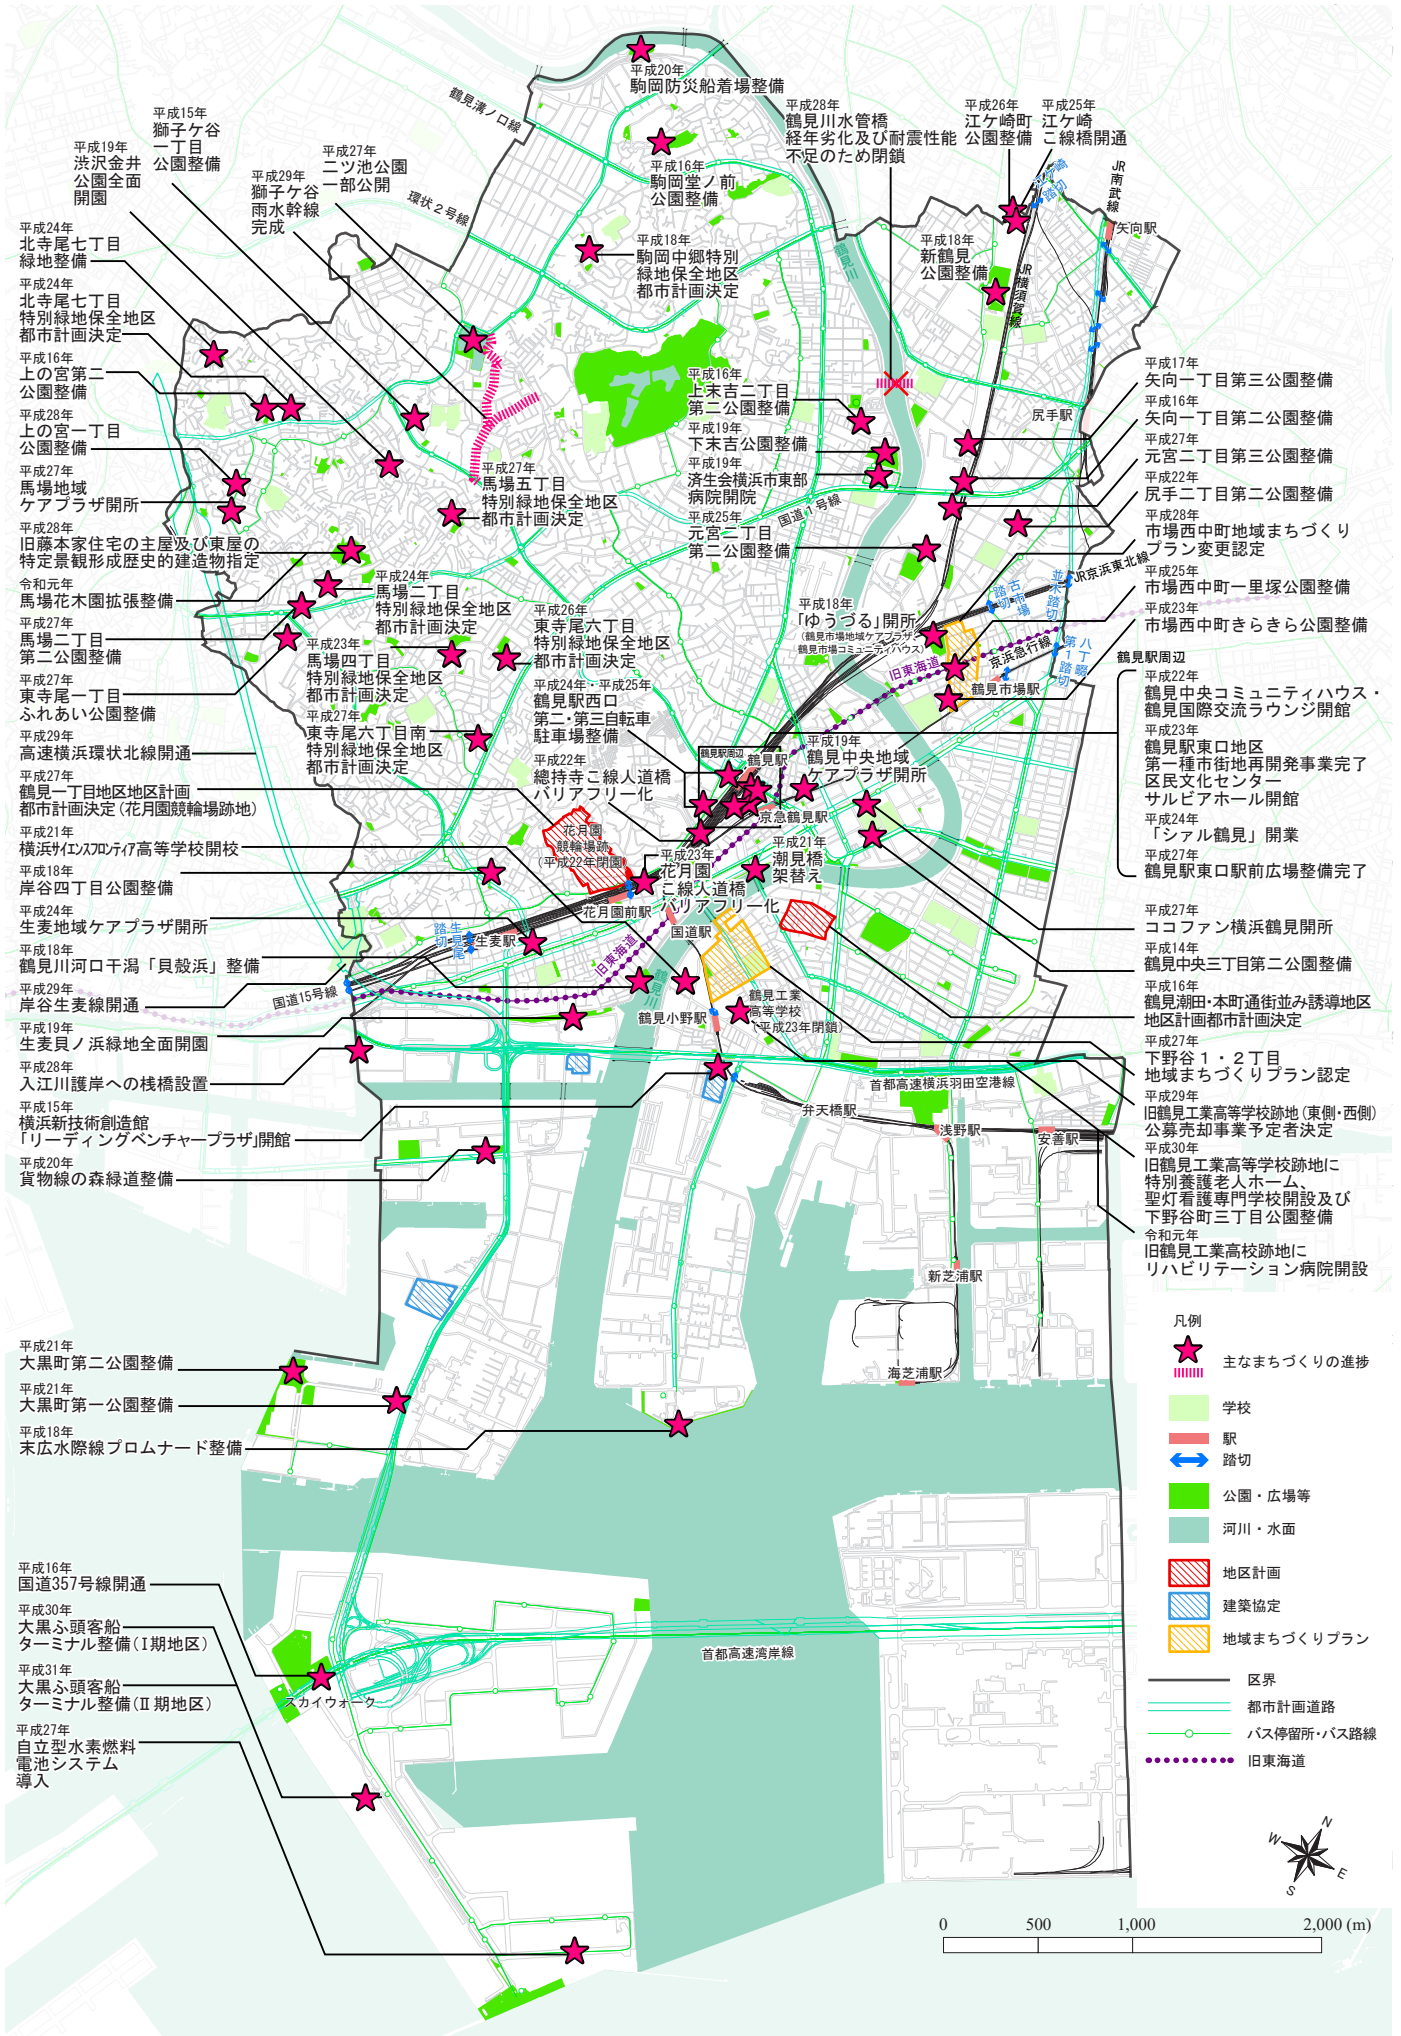 平成20年
駒岡防災船着場整備
鶴見溝ノ口線
平成15年
獅子ケ谷
一丁目
公園整備
平成19年
渋沢金井
公園全面
開園
平成29年
獅子ケ谷
雨水幹線
完成
平成27年
二ツ池公園
一部公開
環状2号線
平成16年
駒岡堂ノ前
公園整備
平成28年
鶴見川水管橋
経年劣化及び耐震性能
不足のため閉鎖
平成26年
江ケ崎町
公園整備
平成25年
江ケ崎
こ線橋開通
JR南武線
矢向駅
平成18年
駒岡中郷特別
緑地保全地区
都市計画決定
鶴見川
平成18年
新鶴見
公園整備
JR横須賀線
平成24年
北寺尾七丁目
緑地整備
平成24年
北寺尾七丁目
特別緑地保全地区
都市計画決定
平成16年
上の宮第二
公園整備
平成28年
上の宮一丁目
公園整備
平成27年
馬場地域
ケアプラザ開所
平成28年
旧藤本家住宅の主屋及び東屋の
特定景観形成歴史的建造物指定
令和元年
馬場花木園拡張整備
平成27年
馬場二丁目
第二公園整備
平成27年
東寺尾一丁目
ふれあい公園整備
平成29年
高速横浜環状北線開通
平成27年
鶴見一丁目地区地区計画
都市計画決定(花月園競輪場跡地)
平成21年
横浜サイエンスフロンティア高等学校開校
平成18年
岸谷四丁目公園整備
平成24年
生麦地域ケアプラザ開所
平成18年
鶴見川河口干潟「貝殻浜」整備
平成29年
岸谷生麦線開通
平成19年
生麦貝ノ浜緑地全面開園
平成28年
入江川護岸への桟橋設置
平成15年
横浜新技術創造館
「リーディングベンチャープラザ」開館
平成20年
貨物線の森緑道整備
平成16年
上末吉二丁目
第二公園整備
平成19年
下末吉公園整備
平成19年
済生会横浜市東部
病院開院
国道1号線
平成25年
元宮二丁目
第二公園整備
平成27年
馬場五丁目
特別緑地保全地区
都市計画決定
平成24年
馬場二丁目
特別緑地保全地区
都市計画決定
平成23年
馬場四丁目
特別緑地保全地区
都市計画決定
平成27年
東寺尾六丁目南
特別緑地保全地区
都市計画決定
平成26年
東寺尾六丁目
特別緑地保全地区
都市計画決定
平成24年・平成25年
鶴見駅西口
第二・第三自転車
駐車場整備
平成22年
總持寺こ線人道橋
バリアフリー化
平成18年
「ゆうづる」開所
(鶴見市場地域ケアプラザ・
鶴見市場コミュニティハウス)
尻手駅
平成17年
矢向一丁目第三公園整備
平成16年
矢向一丁目第二公園整備
平成27年
元宮二丁目第三公園整備
平成22年
尻手二丁目第二公園整備
平成28年
市場西中町地域まちづくり
プラン変更認定
平成25年
市場西中町一里塚公園整備
平成23年
市場西中町きらきら公園整備
JR京浜東北線
並木踏切
古市場
踏切
京浜急行線
八丁畷
第1踏切
旧東海道
鶴見市場駅
鶴見駅周辺
平成22年
鶴見中央コミュニティハウス・
鶴見国際交流ラウンジ開館
平成23年
鶴見駅東口地区
第一種市街地再開発事業完了
区民文化センター
サルビアホール開館
平成24年
「シァル鶴見」開業
平成27年
鶴見駅東口駅前広場整備完了
鶴見駅周辺
鶴見駅
平成19年
鶴見中央地域
ケアプラザ開所
京急鶴見駅
花月園
競輪場跡
(平成22年閉園)
平成23年
花月園
こ線人道橋
バリアフリー化
平成21年
潮見橋
架替え
花月園前駅
国道駅
生見尾
踏切
生麦駅
旧東海道
国道15号線
鶴見川
鶴見小野駅
鶴見工業
高等学校
(平成23年閉鎖)
平成27年
ココファン横浜鶴見開所
平成14年
鶴見中央三丁目第二公園整備
平成16年
鶴見潮田・本町通街並み誘導地区
地区計画都市計画決定
平成27年
下野谷1・2丁目
地域まちづくりプラン認定
平成29年
旧鶴見工業高等学校跡地(東側・西側)
公募売却事業予定者決定
平成30年
旧鶴見工業高等学校跡地に
特別養護老人ホーム、
聖灯看護専門学校開設及び
下野谷町三丁目公園整備
令和元年
旧鶴見工業高校跡地に
リハビリテーション病院開設
首都高速横浜羽田空港線
弁天橋駅
浅野駅
安善駅
新芝浦駅
海芝浦駅
平成21年
大黒町第二公園整備
平成21年
大黒町第一公園整備
平成18年
末広水際線プロムナード整備
平成16年
国道357号線開通
平成30年
大黒ふ頭客船
ターミナル整備(Ⅰ期地区)
平成31年
大黒ふ頭客船
ターミナル整備(Ⅱ期地区)
平成27年
自立型水素燃料
電池システム
導入
スカイウォーク
首都高速湾岸線
凡例
主なまちづくりの進捗
学校
駅
踏切
公園・広場等
河川・水面
地区計画
建築協定
地域まちづくりプラン
区界
都市計画道路
バス停留所・バス路線
旧東海道
N
W
E
S
0 500 1,000 2,000 (m)